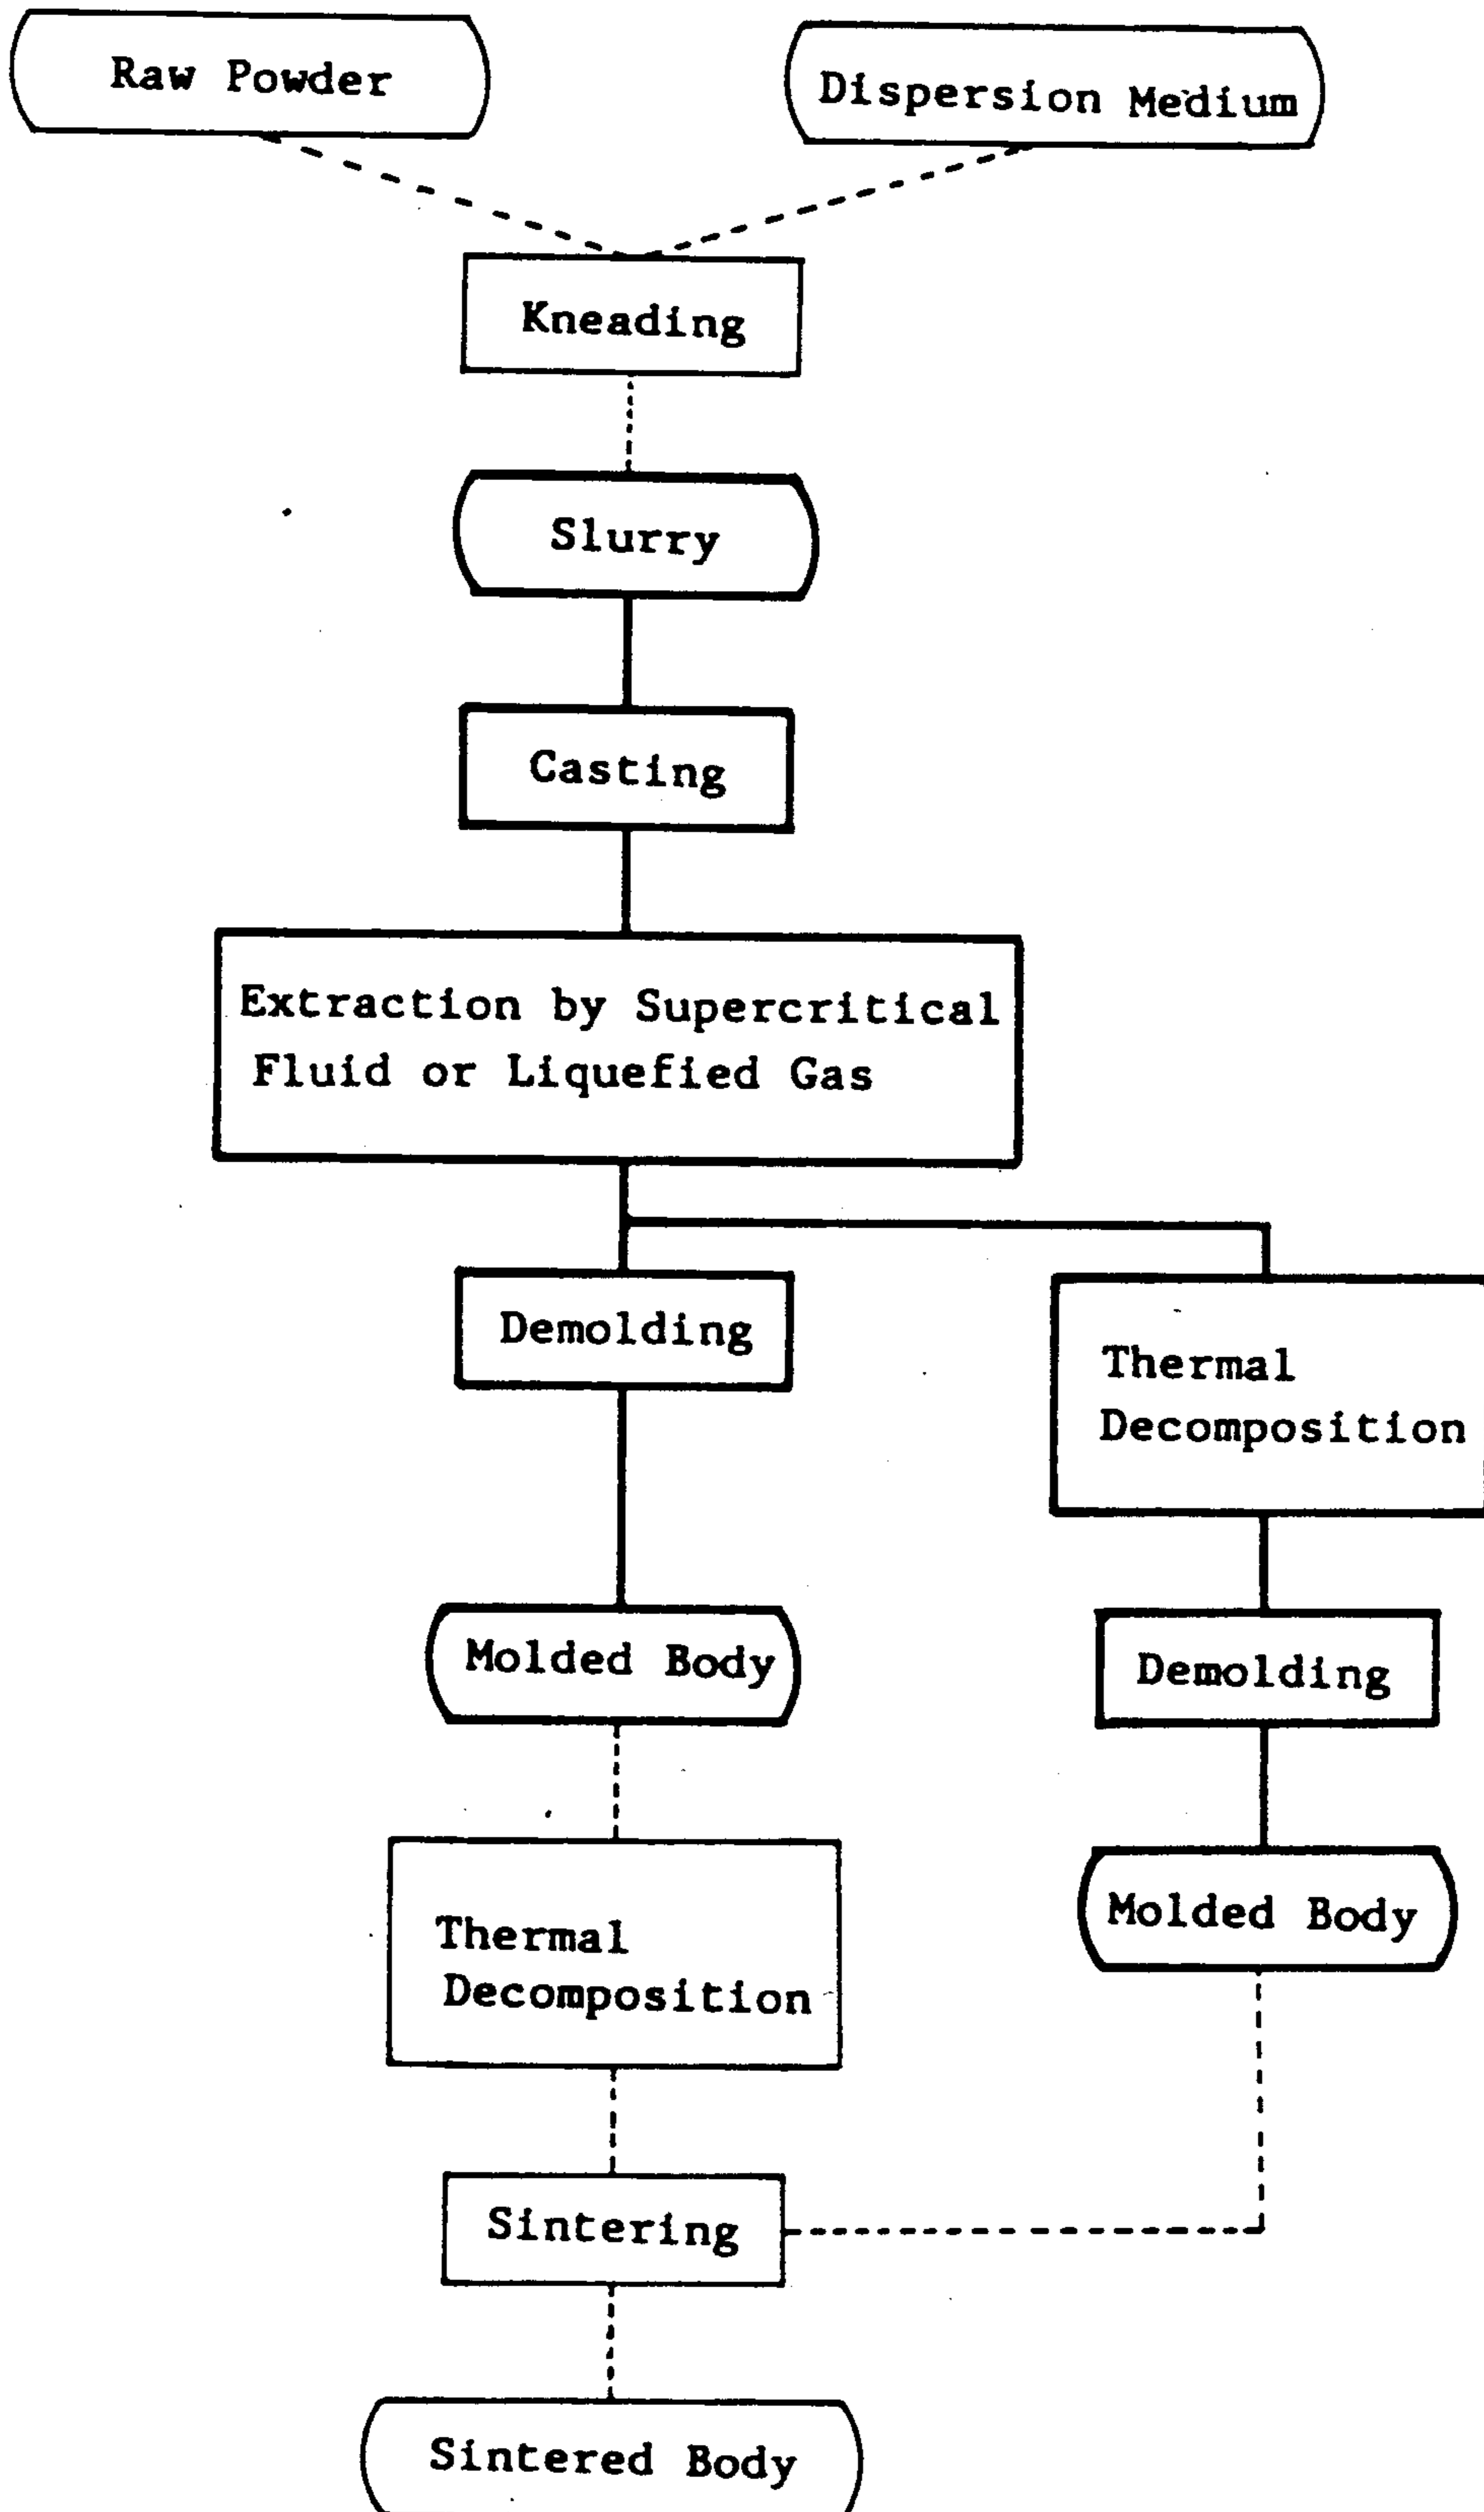 Raw Powder
Dispersion Medium
Kneading
Slurry
Casting
Extraction by Supercritical
Fluid or Liquefied Gas
Demolding
Thermal
Decomposition
Molded Body
Demolding
Molded Body
Thermal
Decomposition
Sintering
Sintered Body